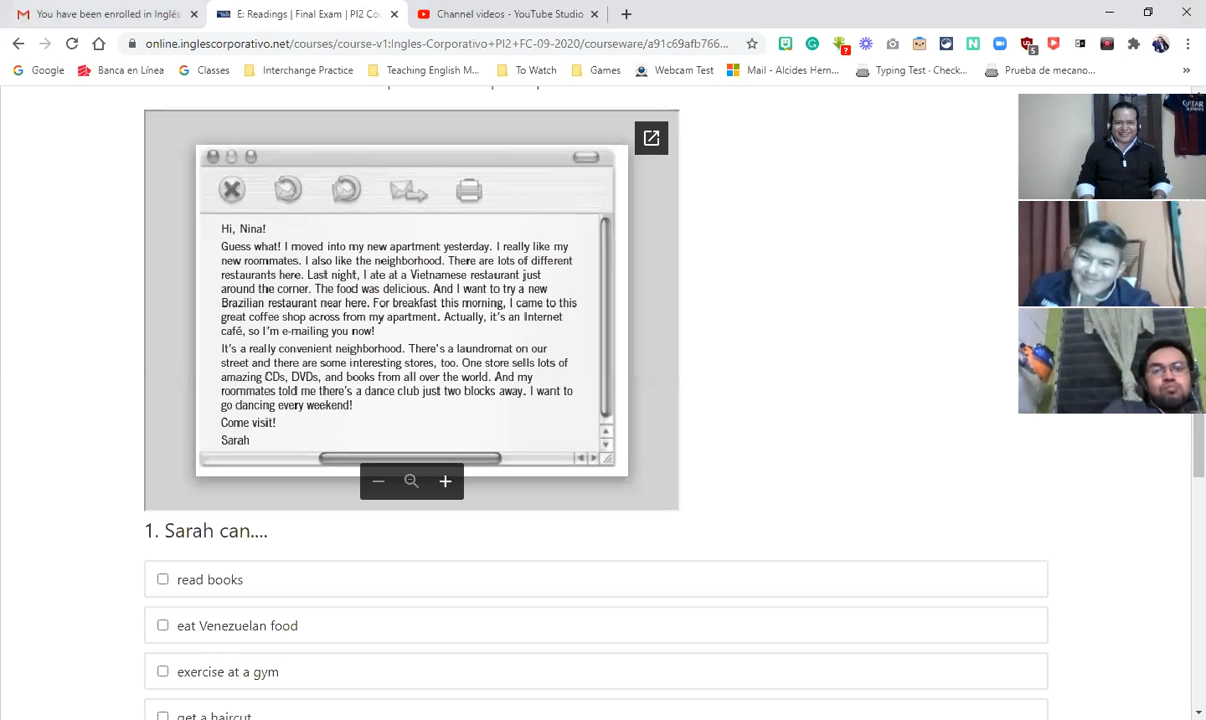 You have been enrolled in Inglés
E: Readings | Final Exam | PI2 Cou
Channel videos - YouTube Studio
online.inglescorporativo.net/courses/course-v1:Ingles-Corporativo+PI2+FC-09-2020/courseware/a91c69afb766...
Google
Banca en Línea
Classes
Interchange Practice
Teaching English M...
To Watch
Games
Webcam Test
Mail - Alcides Hern...
Typing Test · Check...
Prueba de mecano...
Hi, Nina!
Guess what! I moved into my new apartment yesterday. I really like my
new roommates. I also like the neighborhood. There are lots of different
restaurants here. Last night, I ate at a Vietnamese restaurant just
around the corner. The food was delicious. And I want to try a new
Brazilian restaurant near here. For breakfast this morning, I came to this
great coffee shop across from my apartment. Actually, it's an Internet
café, so I'm e-mailing you now!
It's a really convenient neighborhood. There's a laundromat on our
street and there are some interesting stores, too. One store sells lots of
amazing CDs, DVDs, and books from all over the world. And my
roommates told me there's a dance club just two blocks away. I want to
go dancing every weekend!
Come visit!
Sarah
1. Sarah can....
read books
eat Venezuelan food
exercise at a gym
get a haircut